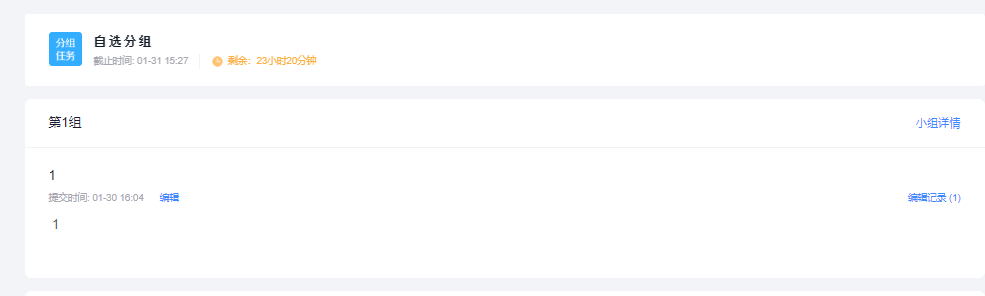 分组
任务
自选分组
截止时间: 01-31 15:27
剩余：23小时20分钟
第1组
小组详情
1
提交时间: 01-30 16:04
编辑
编辑记录 (1)
1